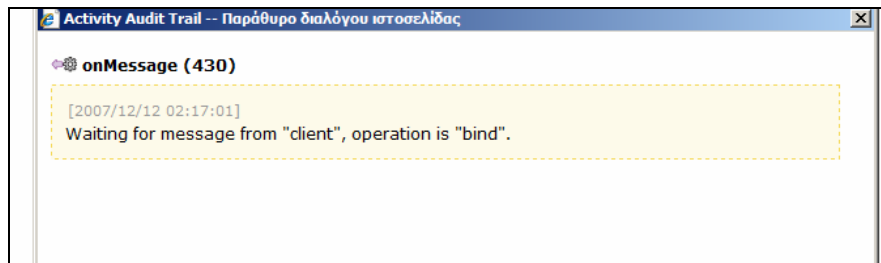 Activity Audit Trail -- Παράθυρο διαλόγου ιστοσελίδας
onMessage (430)
[2007/12/12 02:17:01]
Waiting for message from "client", operation is "bind".